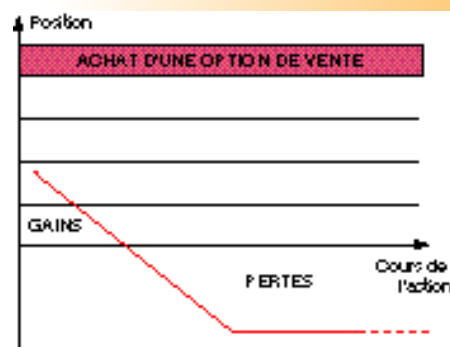 Position
ACHAT D'UNE OPTION DE VENTE
GAINS
PERTES
Cours de
l'action